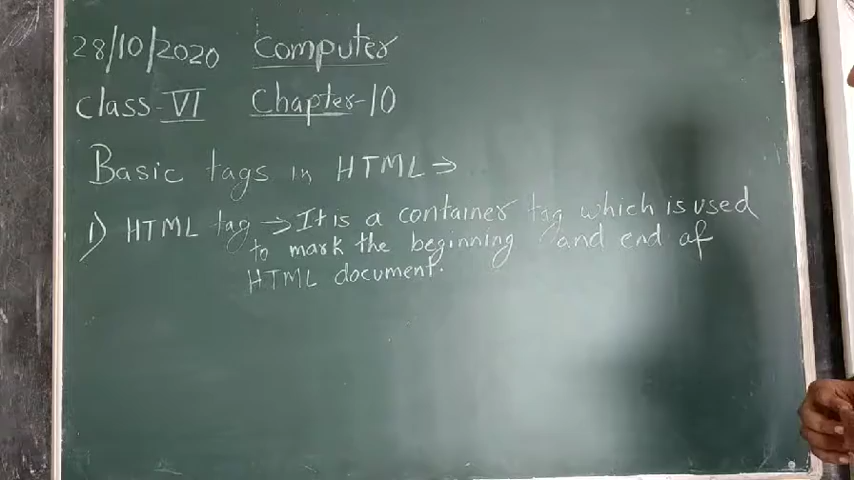 28/10/2020 Computer
Class-VI Chapter-10
Basic tags in HTML ⇒
1) HTML tag → It is a container tag which is used
to mark the beginning and end of
HTML document.